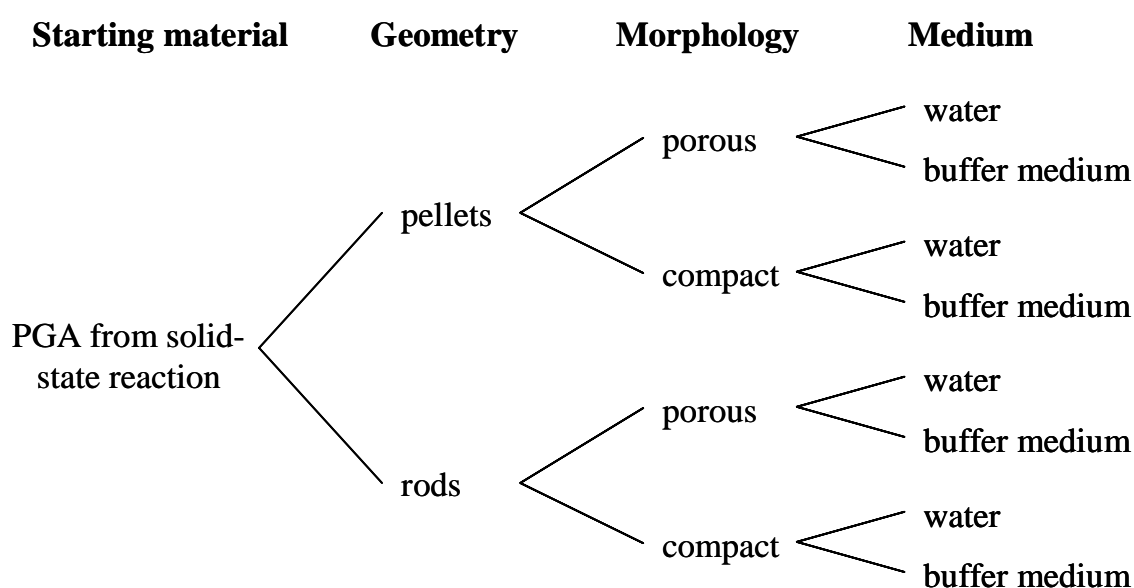 Starting material Geometry Morphology Medium
water
porous
buffer medium
pellets
water
compact
buffer medium
PGA from solid-
state reaction
water
porous
buffer medium
rods
water
compact
buffer medium